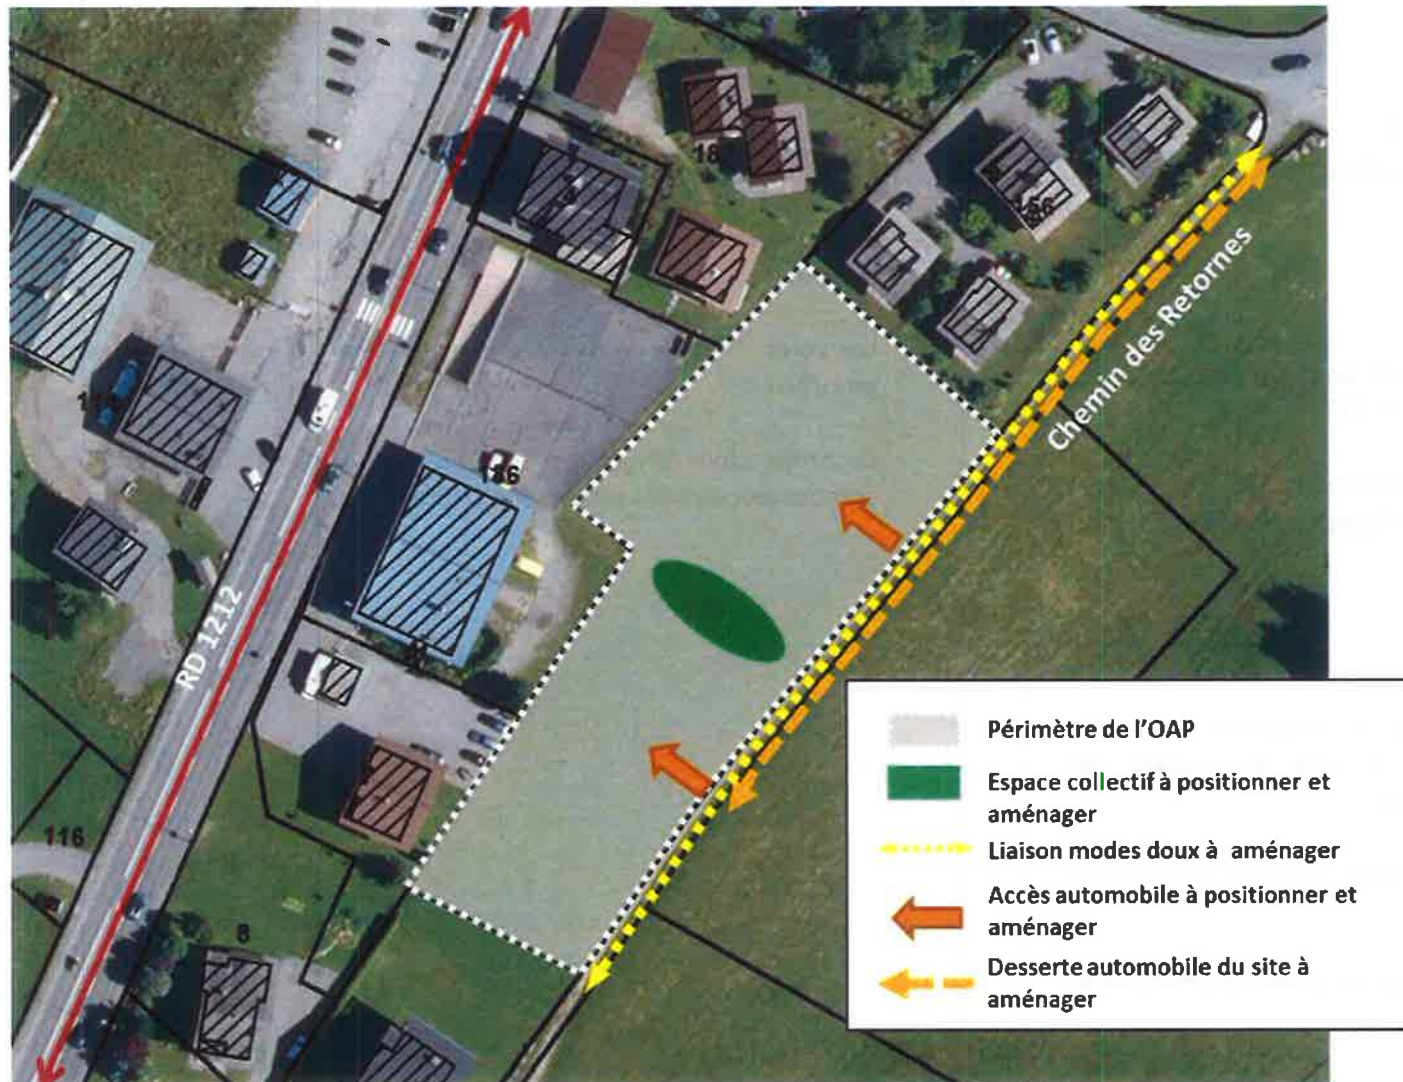 18
186
RD 1212
Chemin des Retornes
116
8
Périmètre de l'OAP
Espace collectif à positionner et
aménager
Liaison modes doux à aménager
Accès automobile à positionner et
aménager
Desserte automobile du site à
aménager